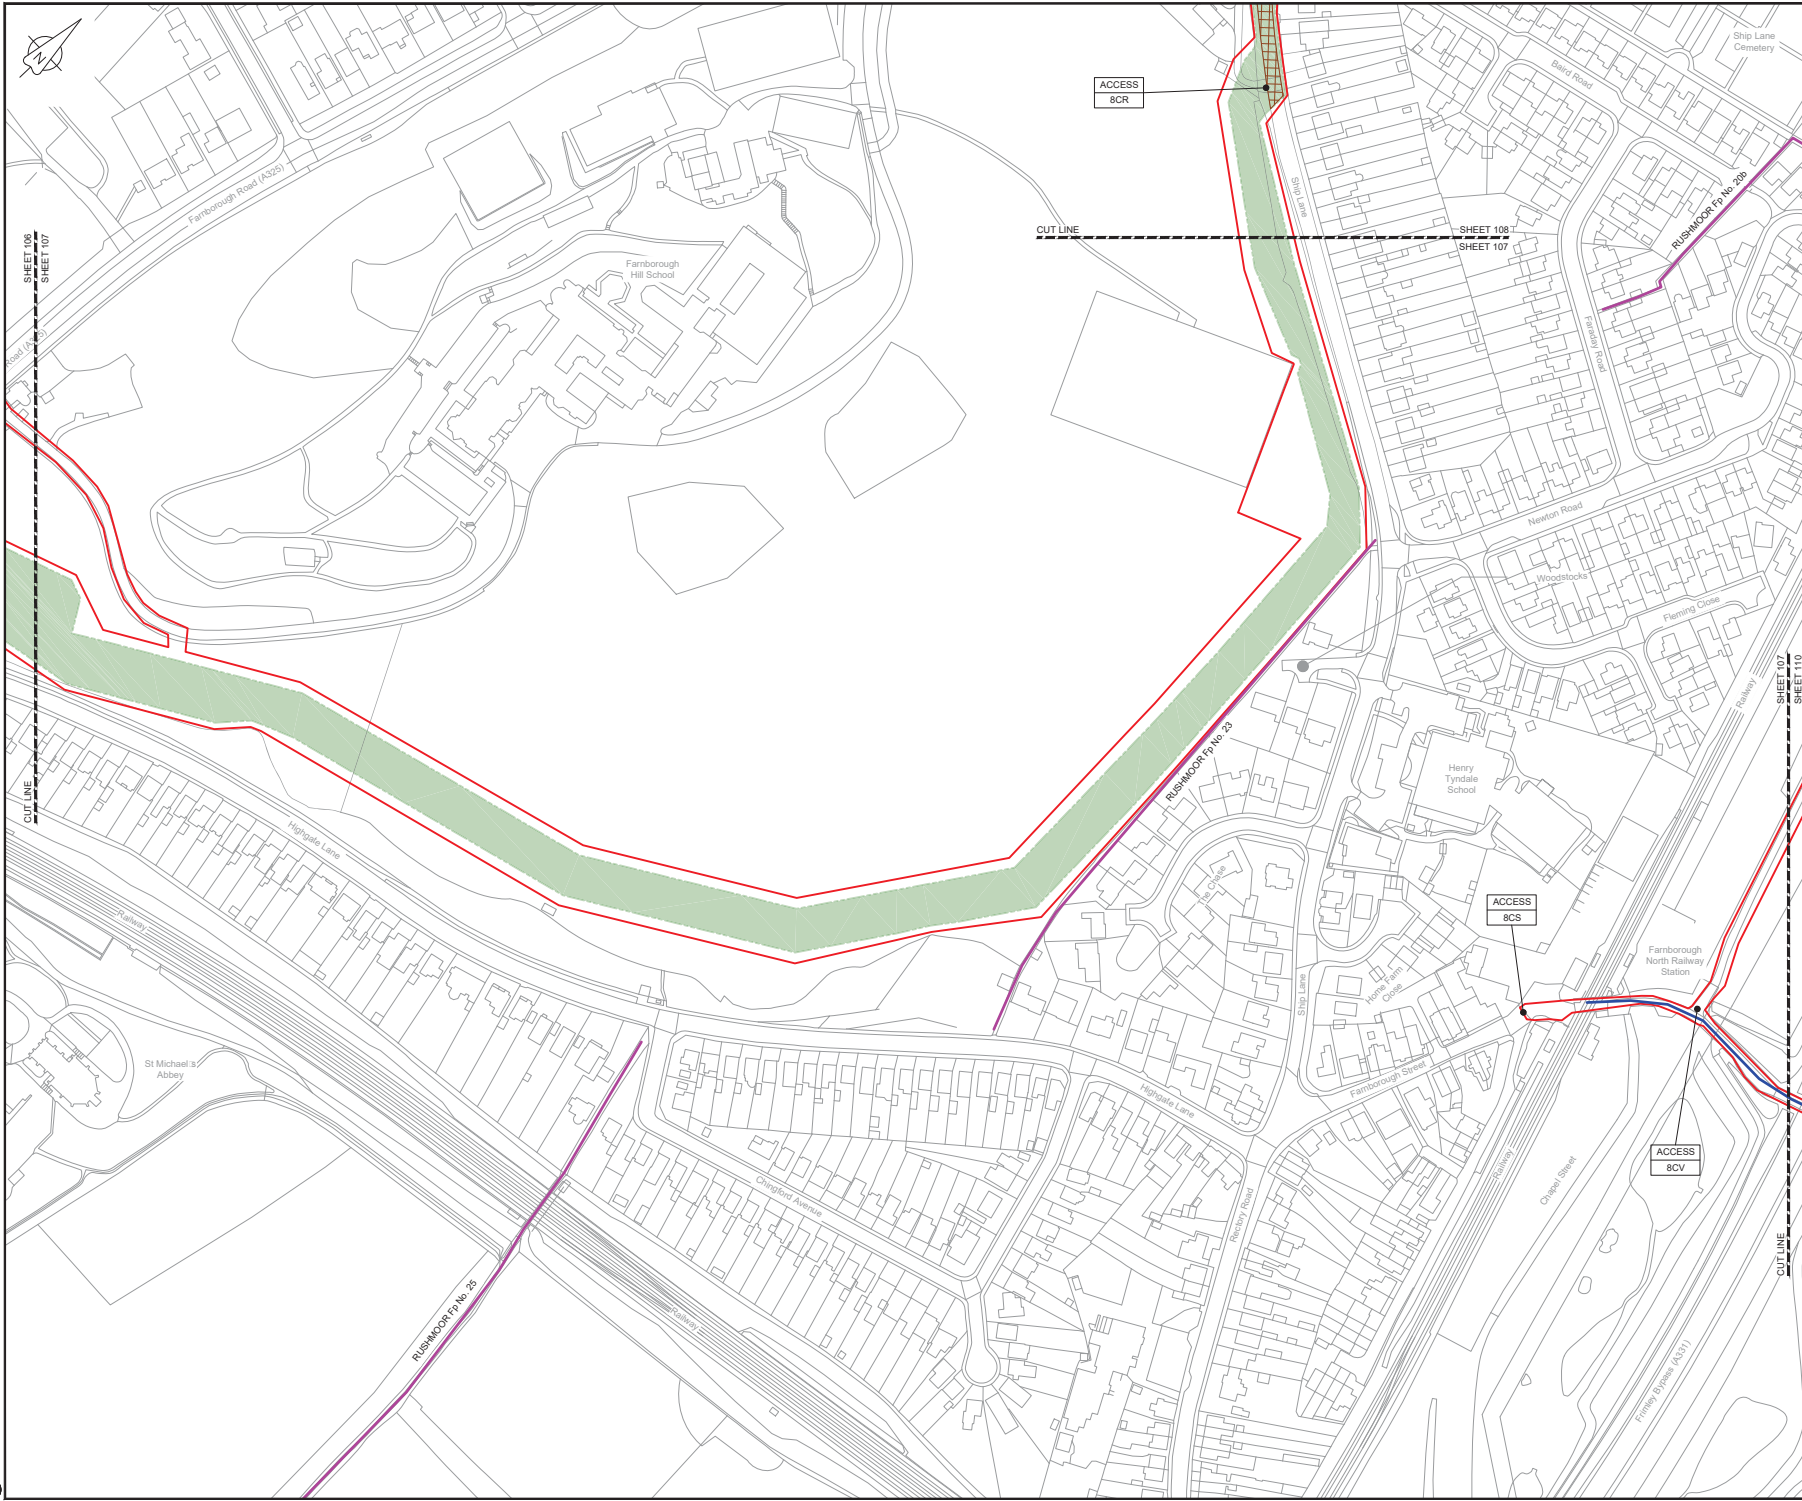 N
Ship Lane
Cemetery
Baird Road
ACCESS
8CR
Farnborough Road (A325)
Ship Lane
RUSHMOOR Fp No. 20b
CUT LINE
SHEET 108
SHEET 107
SHEET 106
SHEET 107
Farnborough
Hill School
Road (A325)
Faraday Road
Newton Road
Woodstocks
Fleming Close
SHEET 107
SHEET 110
Railway
RUSHMOOR Fp No. 23
Henry
Tyndale
School
CUT LINE
Highgate Lane
The Chase
ACCESS
8CS
Railway
Farnborough
North Railway
Station
Home Farm
Close
Ship Lane
St Michael's
Abbey
Farnborough Street
Highgate Lane
ACCESS
8CV
Railway
Chapel Street
Chingford Avenue
Rectory Road
CUT LINE
RUSHMOOR Fp No. 25
Railway
Frimley Bypass (A331)